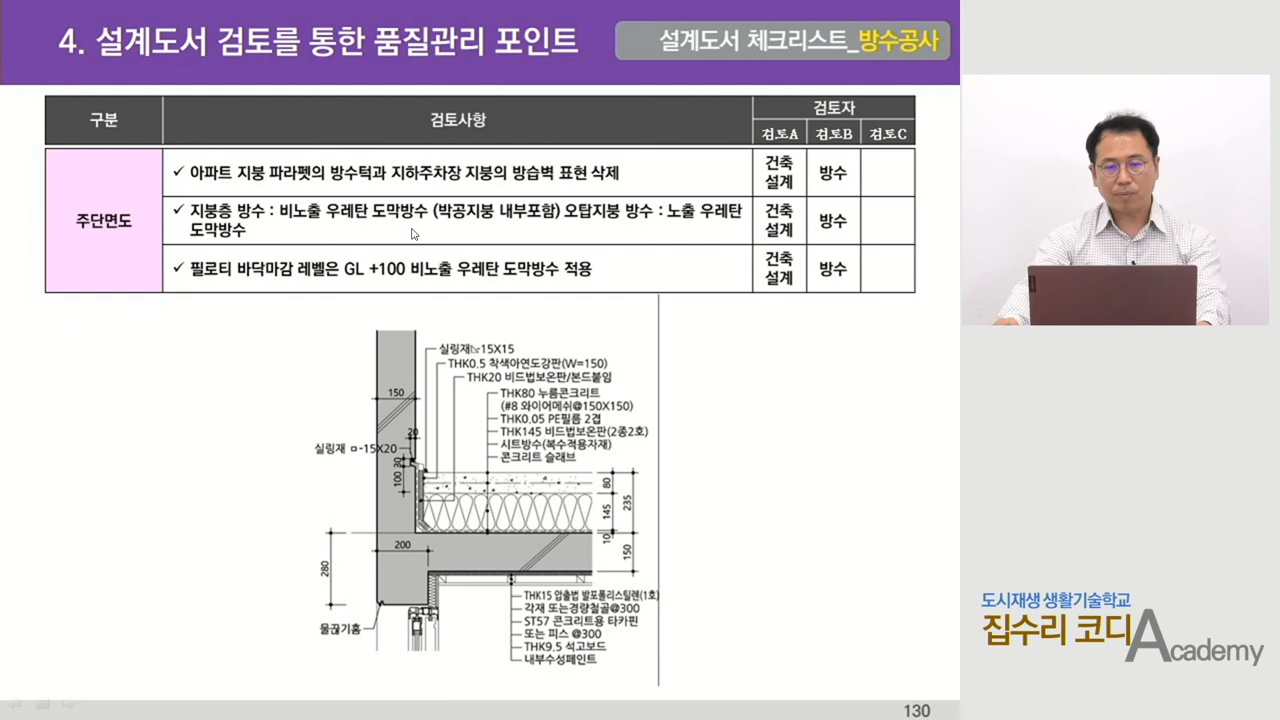 4. 설계도서 검토를 통한 품질관리 포인트
설계도서 체크리스트_방수공사
구분
검토사항
검토자
검토A
검토B
검토C
주단면도
✓ 아파트 지붕 파라펫의 방수턱과 지하주차장 지붕의 방습벽 표현 삭제
건축
설계
방수
✓ 지붕층 방수 : 비노출 우레탄 도막방수 (박공지붕 내부포함) 오탑지붕 방수 : 노출 우레탄
도막방수
건축
설계
방수
✓ 필로티 바닥마감 레벨은 GL +100 비노출 우레탄 도막방수 적용
건축
설계
방수
실링재◺-15X15
THK0.5 착색아연도강판(W=150)
THK20 비드법보온판/본드붙임
THK80 누름콘크리트
(#8 와이어메쉬@150X150)
THK0.05 PE필름 2겹
THK145 비드법보온판(2종2호)
시트방수(복수적용자재)
콘크리트 슬래브
150
20
실링재 ㅁ-15X20
30
100
80
145
235
10
150
200
280
물끊기홈
THK15 압출법 발포폴리스틸렌(1호)
각재 또는경량철골@300
ST57 콘크리트용 타카핀
또는 피스 @300
THK9.5 석고보드
내부수성페인트
130
도시재생 생활기술학교
집수리 코디
Academy